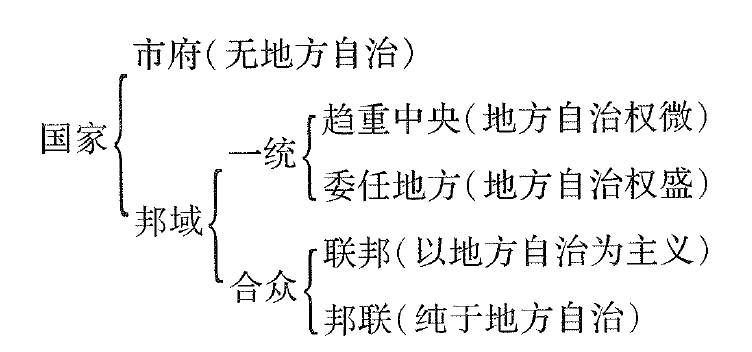 市府(无地方自治)
趋重中央(地方自治权微)
国家
一统
委任地方(地方自治权盛)
邦域
联邦(以地方自治为主义)
合众
邦联(纯于地方自治)